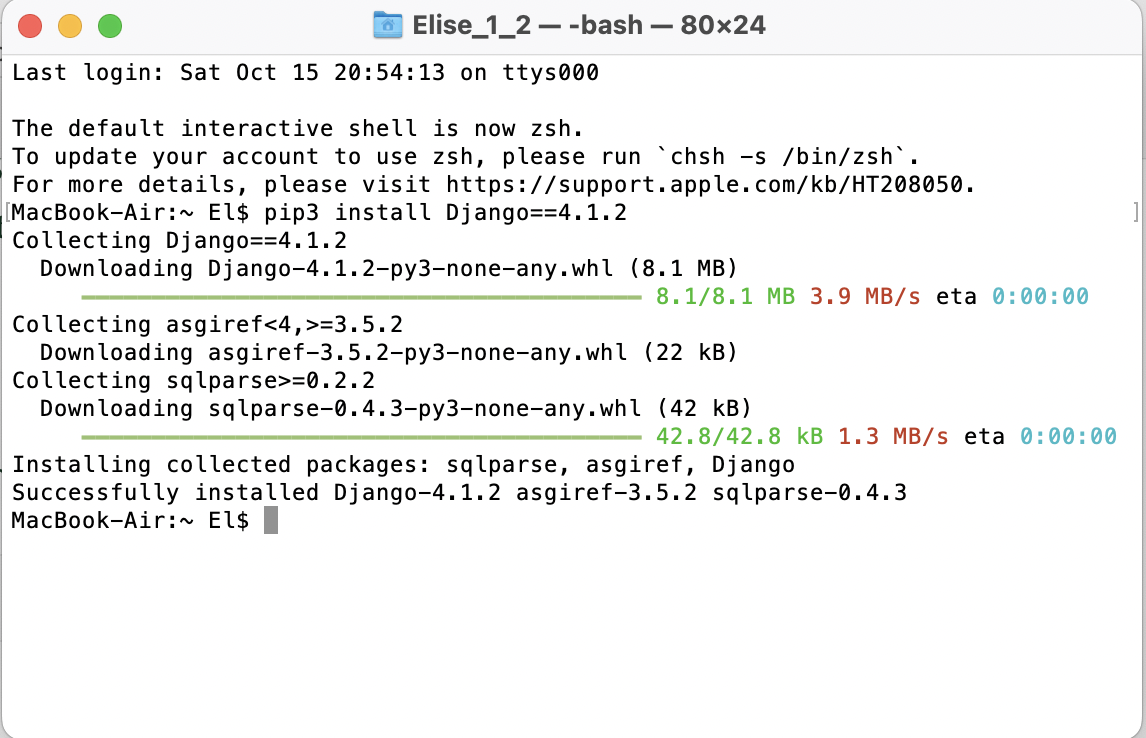 Elise_1_2 — -bash — 80×24
Last login: Sat Oct 15 20:54:13 on ttys000
The default interactive shell is now zsh.
To update your account to use zsh, please run `chsh -s /bin/zsh`.
For more details, please visit https://support.apple.com/kb/HT208050.
[MacBook-Air:~ El$ pip3 install Django==4.1.2 ]
Collecting Django==4.1.2
Downloading Django-4.1.2-py3-none-any.whl (8.1 MB)
8.1/8.1 MB 3.9 MB/s eta 0:00:00
Collecting asgiref<4,>=3.5.2
Downloading asgiref-3.5.2-py3-none-any.whl (22 kB)
Collecting sqlparse>=0.2.2
Downloading sqlparse-0.4.3-py3-none-any.whl (42 kB)
42.8/42.8 kB 1.3 MB/s eta 0:00:00
Installing collected packages: sqlparse, asgiref, Django
Successfully installed Django-4.1.2 asgiref-3.5.2 sqlparse-0.4.3
MacBook-Air:~ El$